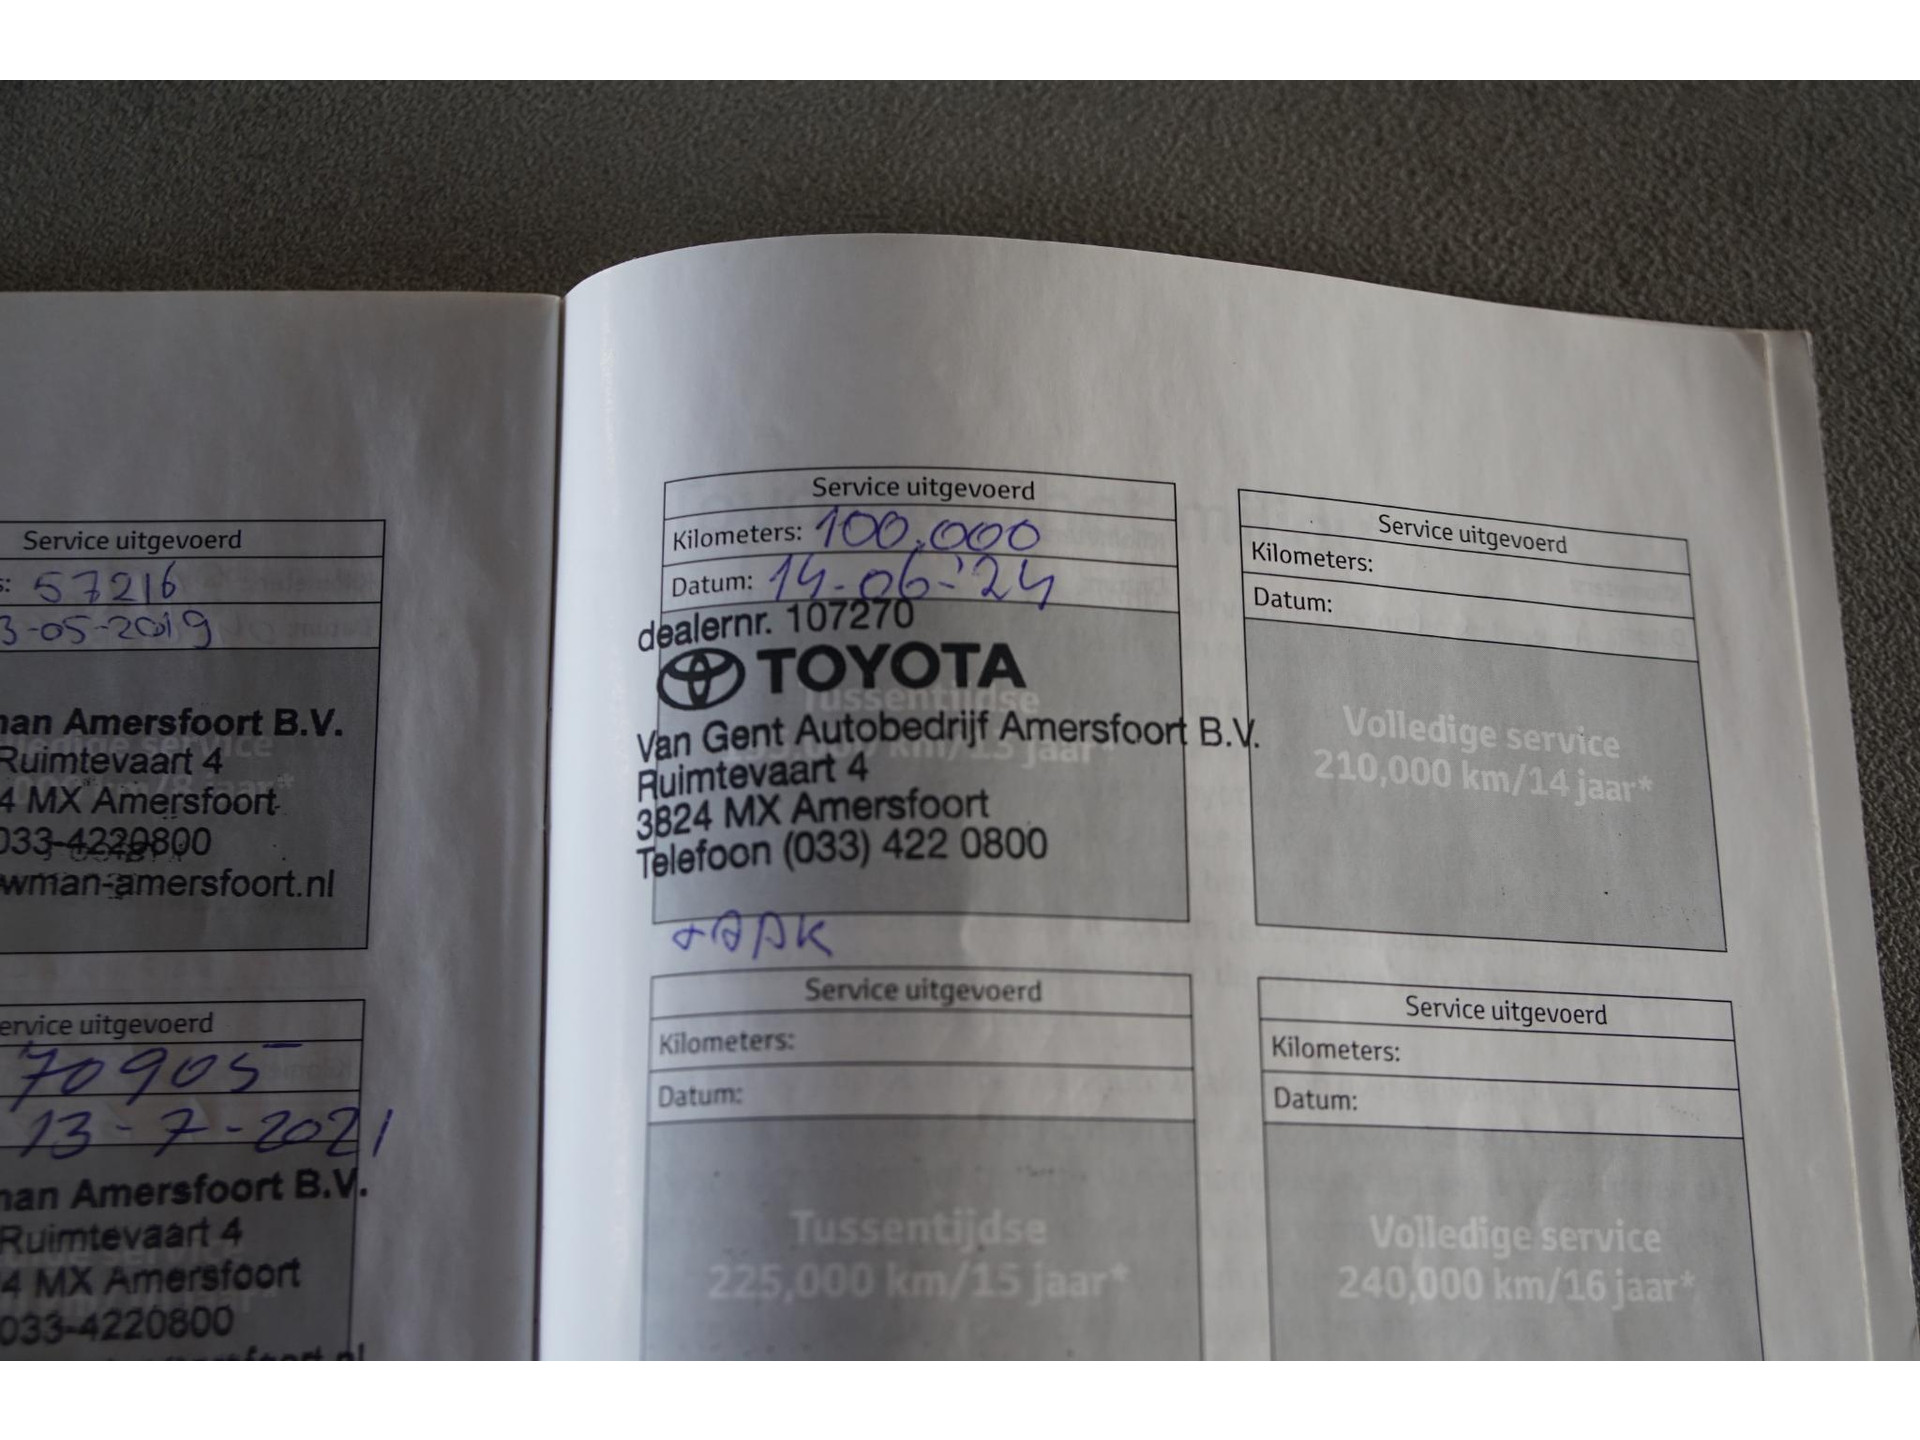 Service uitgevoerd
s: 57216
3-05-2019
man Amersfoort B.V.
Ruimtevaart 4
4 MX Amersfoort
033-4220800
wman-amersfoort.nl
ervice uitgevoerd
70905
13-7-2021
man Amersfoort B.V.
Ruimtevaart 4
4 MX Amersfoort
033-4220800
Service uitgevoerd
Kilometers: 100.000
Datum: 14-06-'24
dealernr. 107270
TOYOTA
Tussentijdse
km/13 jaar*
Van Gent Autobedrijf Amersfoort B.V.
Ruimtevaart 4
3824 MX Amersfoort
Telefoon (033) 422 0800
Service uitgevoerd
Kilometers:
Datum:
Volledige service
210,000 km/14 jaar*
Service uitgevoerd
Kilometers:
Datum:
Tussentijdse
225,000 km/15 jaar*
Service uitgevoerd
Kilometers:
Datum:
Volledige service
240,000 km/16 jaar*